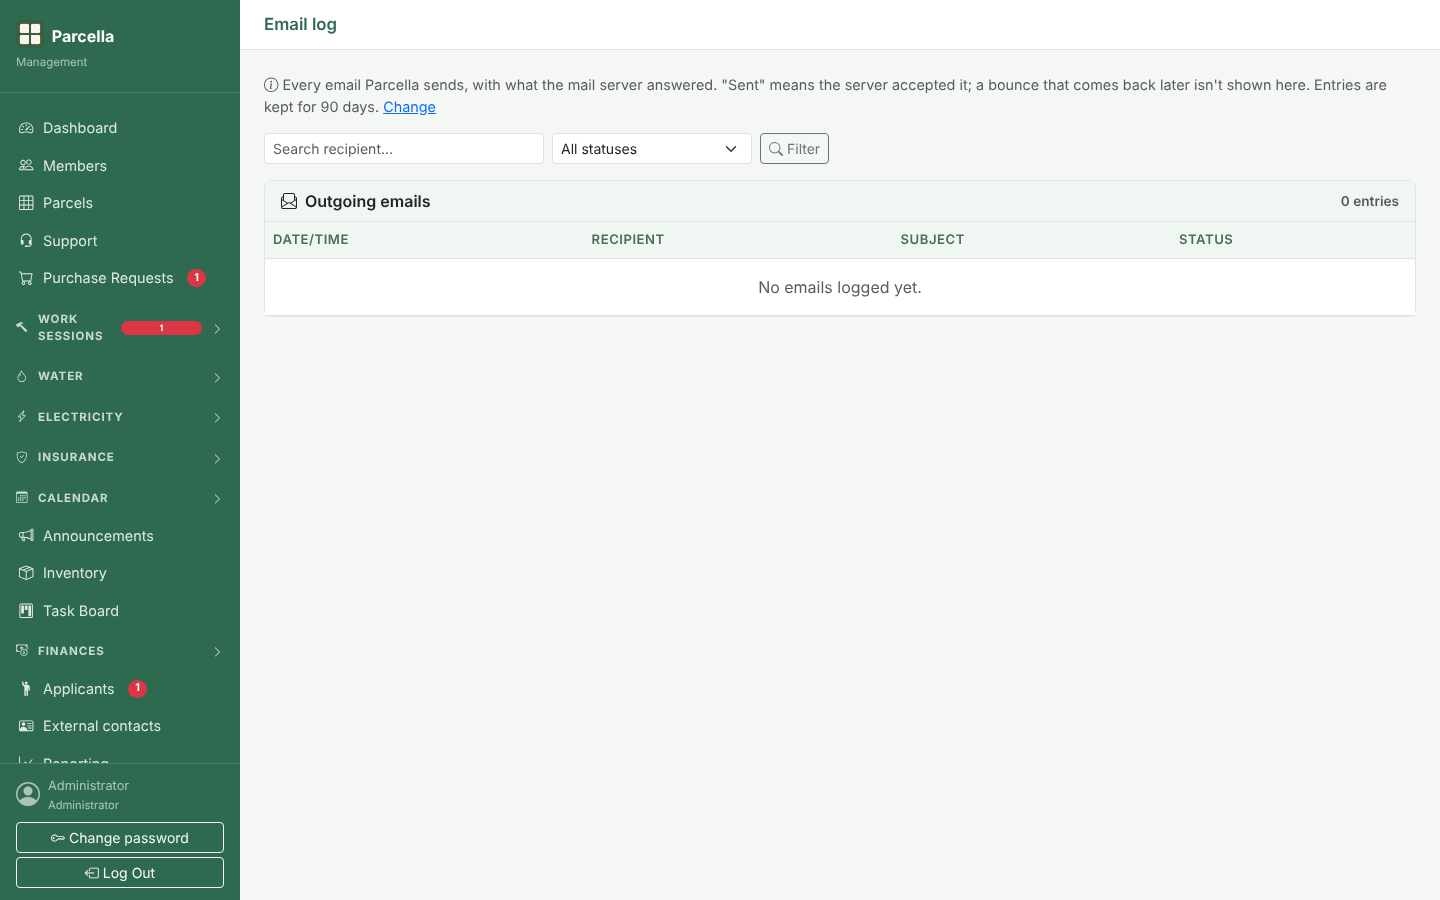 Parcella
Management
Dashboard
Members
Parcels
Support
Purchase Requests 1
WORK SESSIONS 1
WATER
ELECTRICITY
INSURANCE
CALENDAR
Announcements
Inventory
Task Board
FINANCES
Applicants 1
External contacts
Reporting
Administrator
Administrator
Change password
Log Out
Email log
Every email Parcella sends, with what the mail server answered. "Sent" means the server accepted it; a bounce that comes back later isn't shown here. Entries are
kept for 90 days. Change
Search recipient...
All statuses
Filter
Outgoing emails
0 entries
DATE/TIME RECIPIENT SUBJECT STATUS
No emails logged yet.